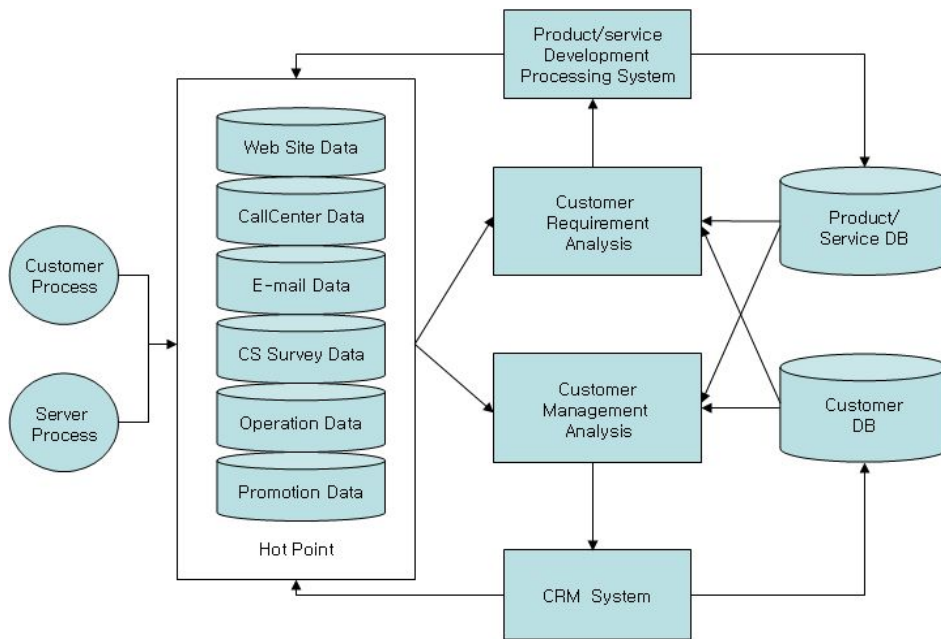 Product/service
Development
Processing System
Web Site Data
CallCenter Data
E-mail Data
CS Survey Data
Operation Data
Promotion Data
Hot Point
Customer
Process
Server
Process
Customer
Requirement
Analysis
Customer
Management
Analysis
Product/
Service DB
Customer
DB
CRM System